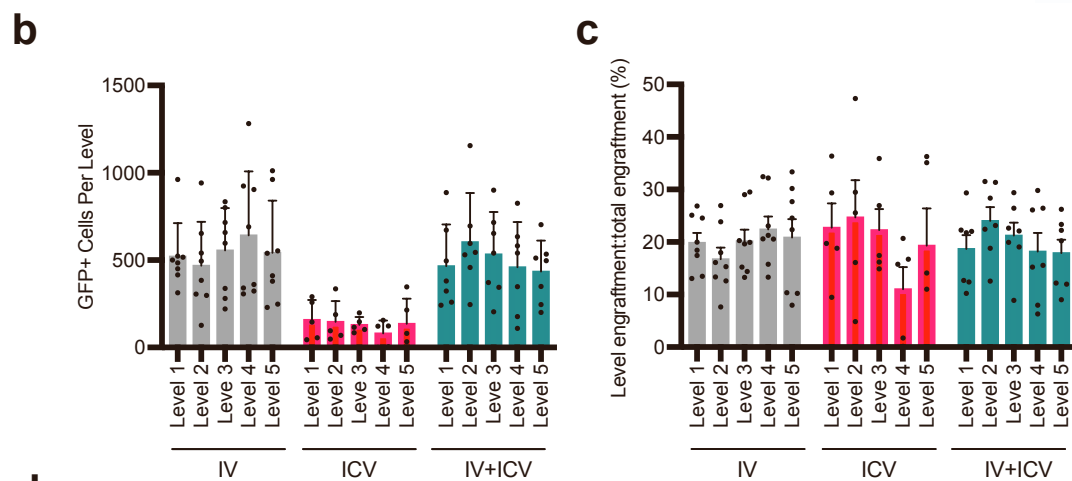 b
GFP+ Cells Per Level
1500
1000
500
0
Level 1
Level 2
Leve 3
Level 4
Level 5
Level 1
Level 2
Leve 3
Level 4
Level 5
Level 1
Level 2
Leve 3
Level 4
Level 5
IV
ICV
IV+ICV
c
Level engraftment:total engraftment (%)
50
40
30
20
10
0
Level 1
Level 2
Leve 3
Level 4
Level 5
Level 1
Level 2
Leve 3
Level 4
Level 5
Level 1
Level 2
Leve 3
Level 4
Level 5
IV
ICV
IV+ICV